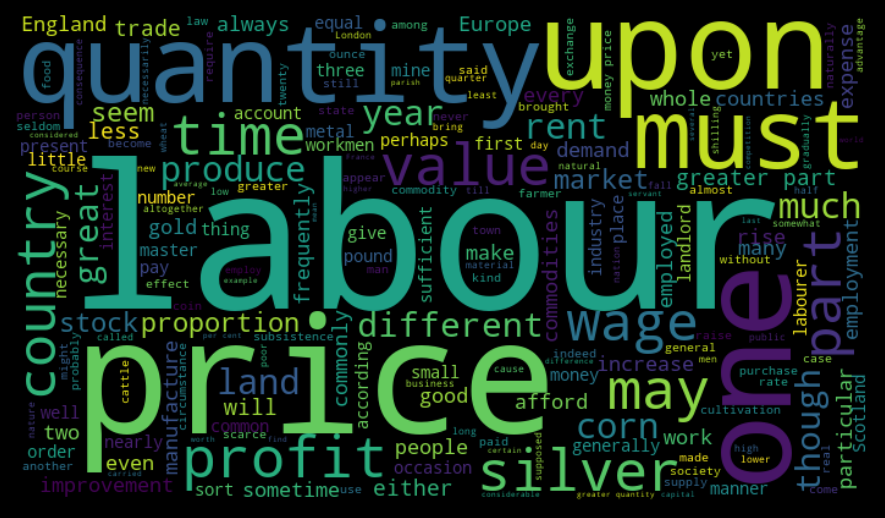 England trade law always equal London among Europe
food consequence necessarily quantity require ounce twenty three still mine said quarter parish least exchange upon yet naturally advantage
person seldom considered seem less account year metal money price every whole countries expense
present become wheat state never brought bring
little course new time workmen perhaps first day demand shilling natural rent must several competition gradually world
produce France value market greater part
average number low greater appear higher commodity till farmer fall almost half
country necessary great interest altogether gold thing frequently labour mean servant last somewhat much
master give town industry place nation rise many
pay effect pound make sufficient man material kind commodities employed landlord without labourer employment
coin employ example
stock proportion different wage raise public part one
called per cent subsistence indeed general men case
might probably cattle circumstance poor price small business cause difference increase purchase rate though particular Scotland
nature manufacture land commonly according good may money cultivation real
well will
two nearly common scarce corn high
order even worth find profit people long paid generally work made lower
another occasion certain supposed silver society
improvement carried sort sometime use either considerable greater quantity capital supply manner come